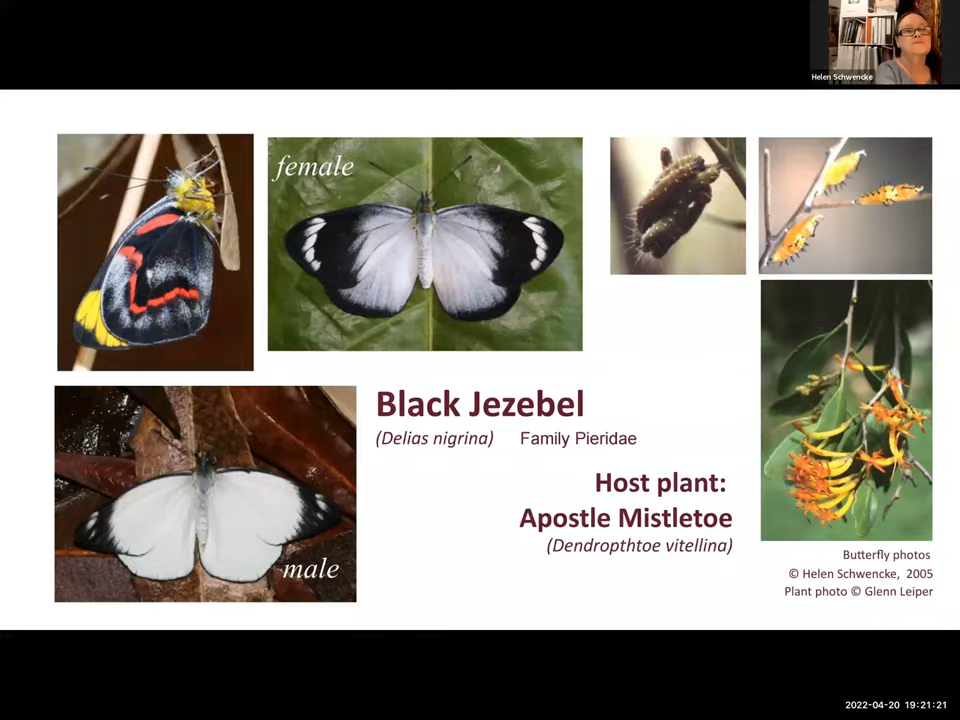 Helen Schwencke
female
male
Black Jezebel
(Delias nigrina) Family Pieridae
Host plant:
Apostle Mistletoe
(Dendropthtoe vitellina)
Butterfly photos
© Helen Schwencke, 2005
Plant photo © Glenn Leiper
2022-04-20 19:21:21